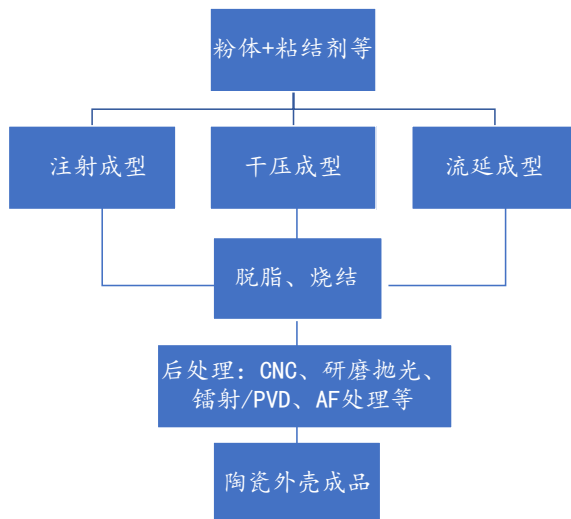 粉体+粘结剂等
注射成型
干压成型
流延成型
脱脂、烧结
后处理：CNC、研磨抛光、
镭射/PVD、AF处理等
陶瓷外壳成品